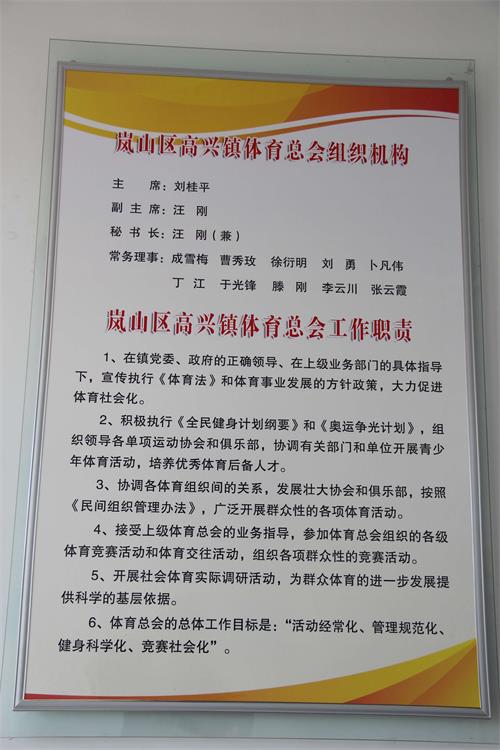 岚山区高兴镇体育总会组织机构
主　　席：刘桂平
副 主 席：汪　刚
秘 书 长：汪　刚（兼）
常务理事：成雪梅　曹秀玫　徐衍明　刘　勇　卜凡伟
丁　江　于光锋　滕　刚　李云川　张云霞
岚山区高兴镇体育总会工作职责
1、在镇党委、政府的正确领导、在上级业务部门的具体指导
下，宣传执行《体育法》和体育事业发展的方针政策，大力促进
体育社会化。
2、积极执行《全民健身计划纲要》和《奥运争光计划》，组
织领导各单项运动协会和俱乐部，协调有关部门和单位开展青少
年体育活动，培养优秀体育后备人才。
3、协调各体育组织间的关系，发展壮大协会和俱乐部，按照
《民间组织管理办法》，广泛开展群众性的各项体育活动。
4、接受上级体育总会的业务指导，参加体育总会组织的各级
体育竞赛活动和体育交往活动，组织各项群众性的竞赛活动。
5、开展社会体育实际调研活动，为群众体育的进一步发展提
供科学的基层依据。
6、体育总会的总体工作目标是：“活动经常化、管理规范化、
健身科学化、竞赛社会化”。